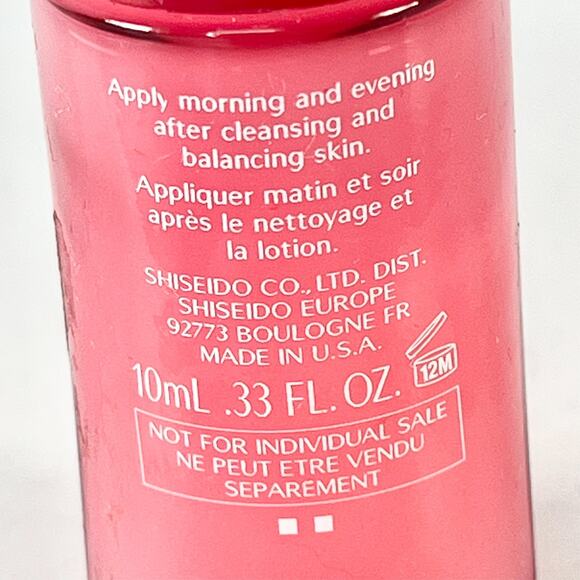 Apply morning and evening
after cleansing and
balancing skin.
Appliquer matin et soir
après le nettoyage et
la lotion.
SHISEIDO CO., LTD. DIST.
SHISEIDO EUROPE
92773 BOULOGNE FR
MADE IN U.S.A.
10mL .33 FL. OZ.
12M
NOT FOR INDIVIDUAL SALE
NE PEUT ETRE VENDU
SEPAREMENT